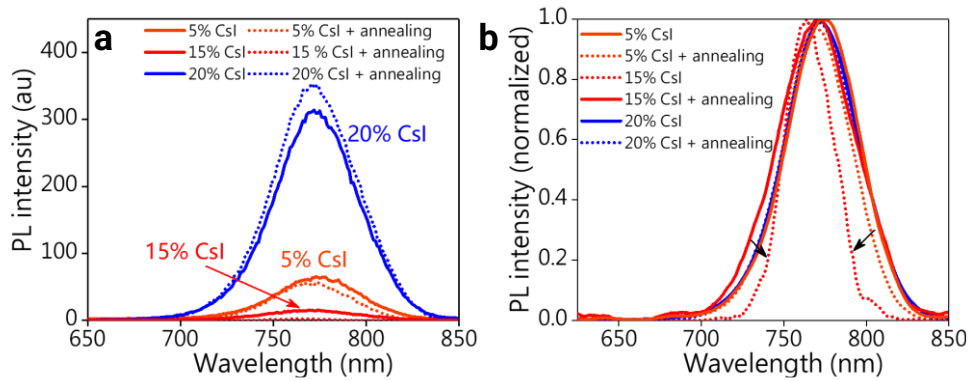 a
5% CsI 5% CsI + annealing
15% CsI 15 % CsI + annealing
20% CsI 20% CsI + annealing
20% CsI
15% CsI
5% CsI
PL intensity (au)
400
300
200
100
0
650 700 750 800 850
Wavelength (nm)
b
5% CsI
5% CsI + annealing
15% CsI
15% CsI + annealing
20% CsI
20% CsI + annealing
PL intensity (normalized)
1.0
0.8
0.6
0.4
0.2
0.0
650 700 750 800 850
Wavelength (nm)